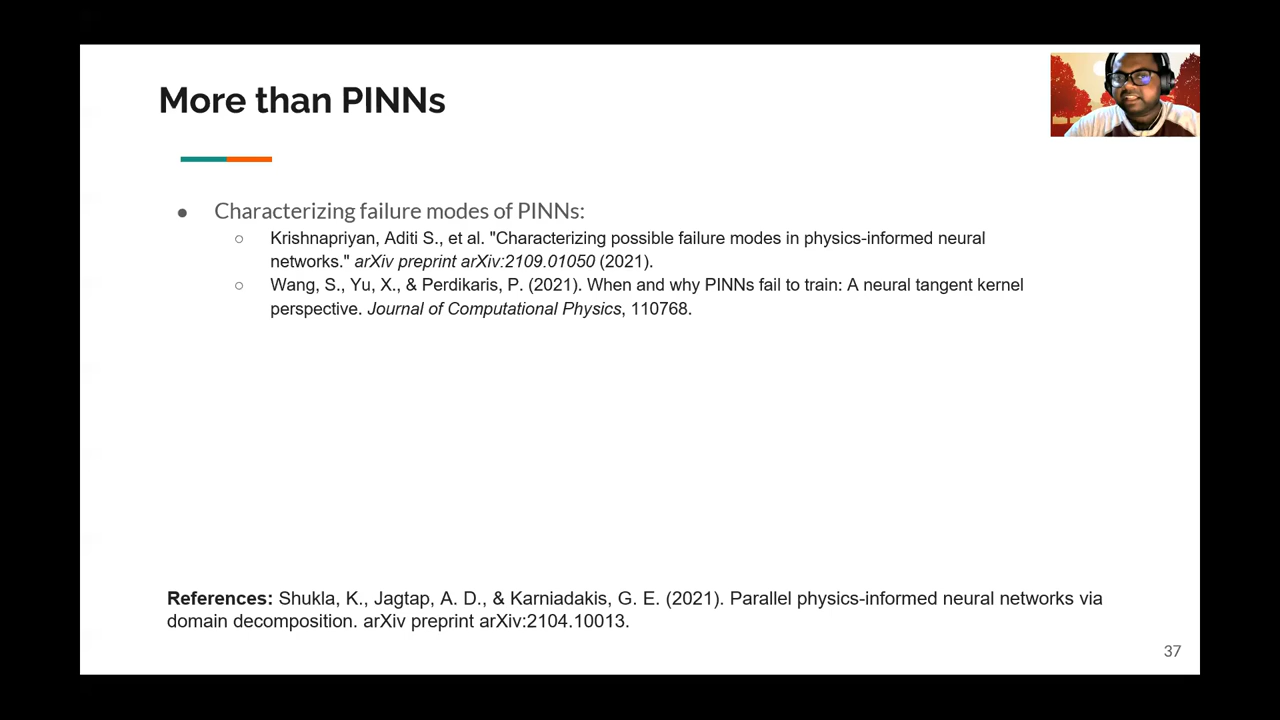 More than PINNs
● Characterizing failure modes of PINNs:
○ Krishnapriyan, Aditi S., et al. "Characterizing possible failure modes in physics-informed neural
networks." arXiv preprint arXiv:2109.01050 (2021).
○ Wang, S., Yu, X., & Perdikaris, P. (2021). When and why PINNs fail to train: A neural tangent kernel
perspective. Journal of Computational Physics, 110768.
References: Shukla, K., Jagtap, A. D., & Karniadakis, G. E. (2021). Parallel physics-informed neural networks via
domain decomposition. arXiv preprint arXiv:2104.10013.
37